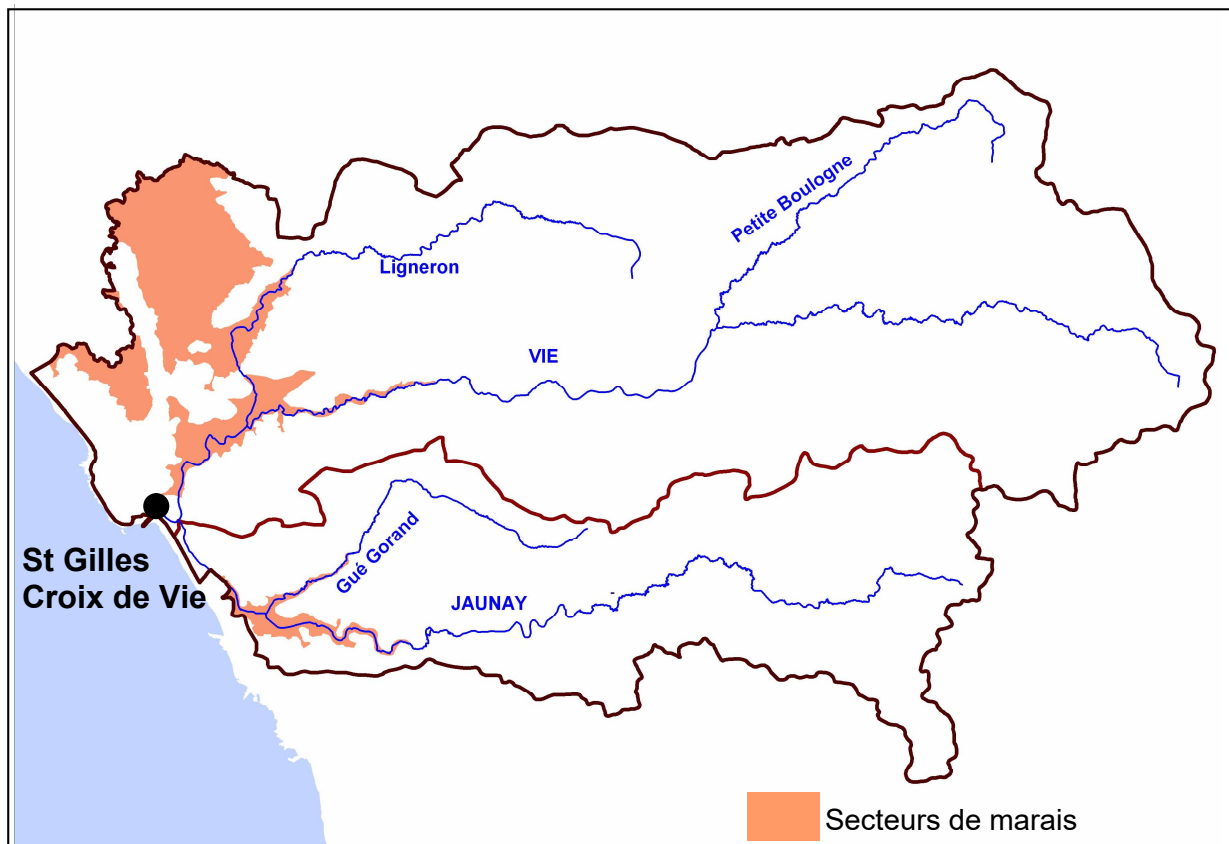 Petite Boulogne
Ligneron
VIE
St Gilles
Croix de Vie
Gué Gorand
JAUNAY
Secteurs de marais